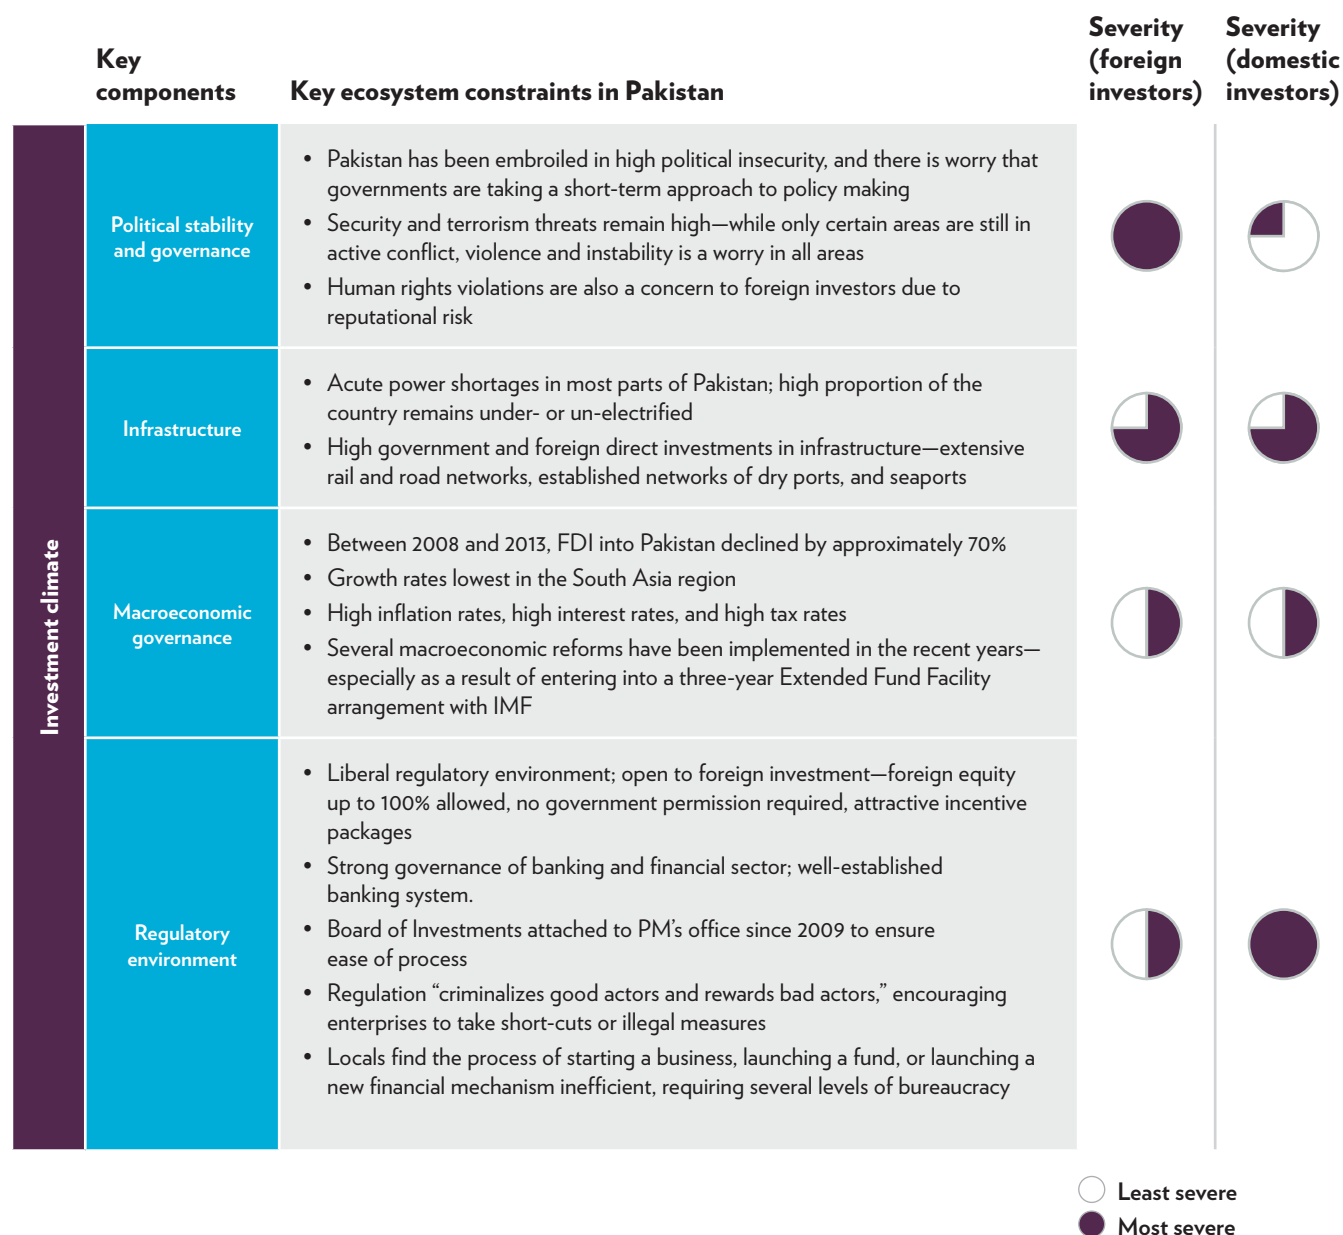 Key
components
Key ecosystem constraints in Pakistan
Severity
(foreign
investors)
Severity
(domestic
investors)
Investment climate
Political stability
and governance
• Pakistan has been embroiled in high political insecurity, and there is worry that
governments are taking a short-term approach to policy making
• Security and terrorism threats remain high—while only certain areas are still in
active conflict, violence and instability is a worry in all areas
• Human rights violations are also a concern to foreign investors due to
reputational risk
Infrastructure
• Acute power shortages in most parts of Pakistan; high proportion of the
country remains under- or un-electrified
• High government and foreign direct investments in infrastructure—extensive
rail and road networks, established networks of dry ports, and seaports
Macroeconomic
governance
• Between 2008 and 2013, FDI into Pakistan declined by approximately 70%
• Growth rates lowest in the South Asia region
• High inflation rates, high interest rates, and high tax rates
• Several macroeconomic reforms have been implemented in the recent years—
especially as a result of entering into a three-year Extended Fund Facility
arrangement with IMF
Regulatory
environment
• Liberal regulatory environment; open to foreign investment—foreign equity
up to 100% allowed, no government permission required, attractive incentive
packages
• Strong governance of banking and financial sector; well-established
banking system.
• Board of Investments attached to PM’s office since 2009 to ensure
ease of process
• Regulation “criminalizes good actors and rewards bad actors,” encouraging
enterprises to take short-cuts or illegal measures
• Locals find the process of starting a business, launching a fund, or launching a
new financial mechanism inefficient, requiring several levels of bureaucracy
Least severe
Most severe